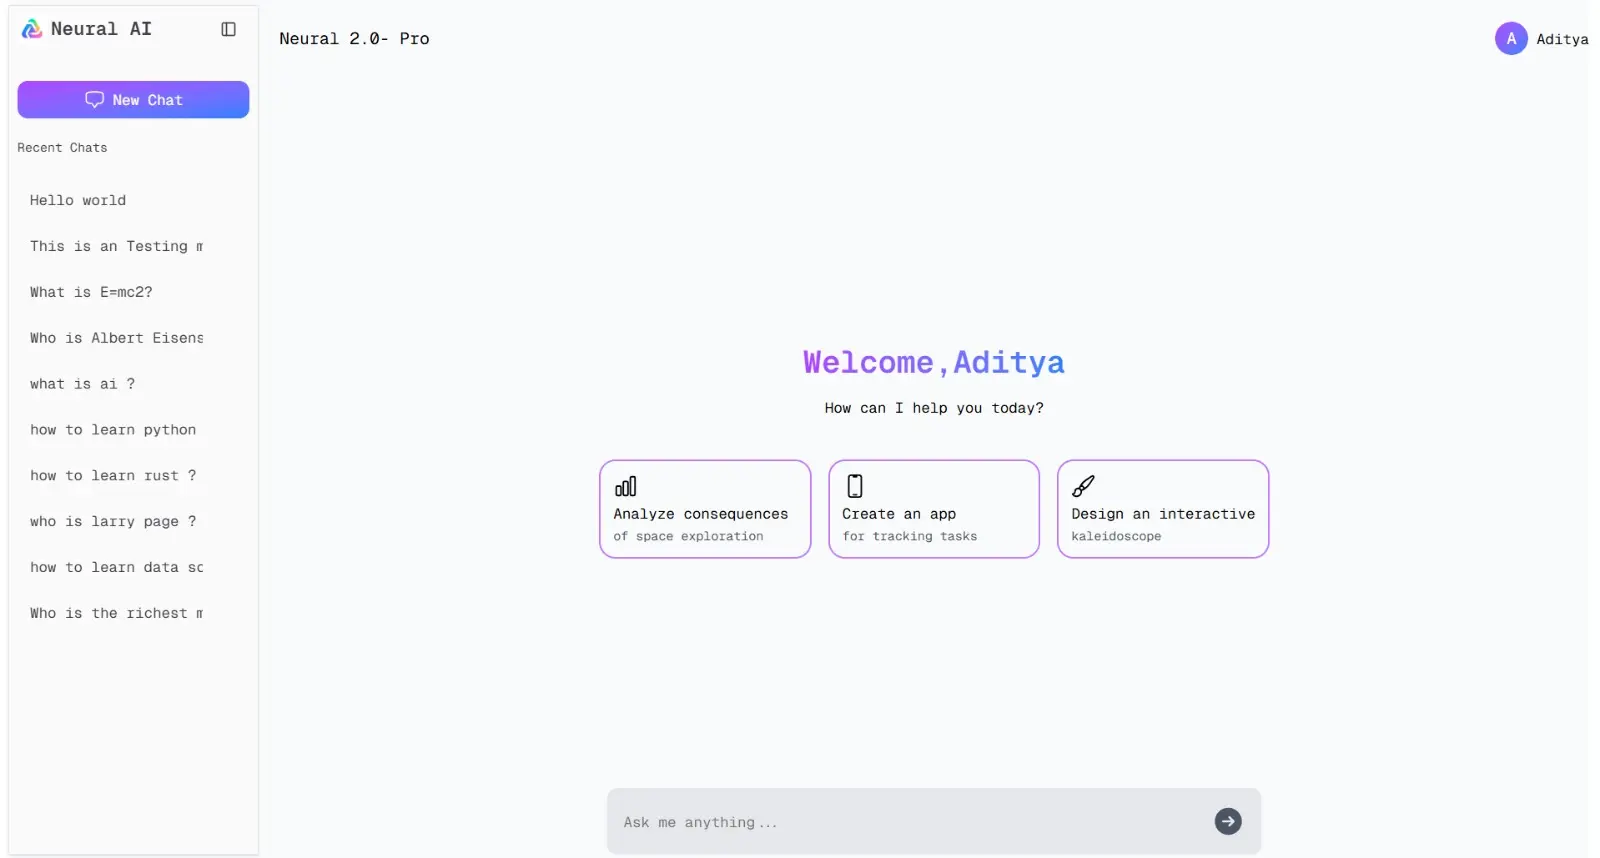 Neural AI
New Chat
Recent Chats
Hello world
This is an Testing
What is E=mc2?
Who is Albert Eisens
what is ai ?
how to learn python
how to learn rust ?
who is larry page ?
how to learn data sc
Who is the richest
Neural 2.0- Pro
A Aditya
Welcome,Aditya
How can I help you today?
Analyze consequences
of space exploration
Create an app
for tracking tasks
Design an interactive
kaleidoscope
Ask me anything...